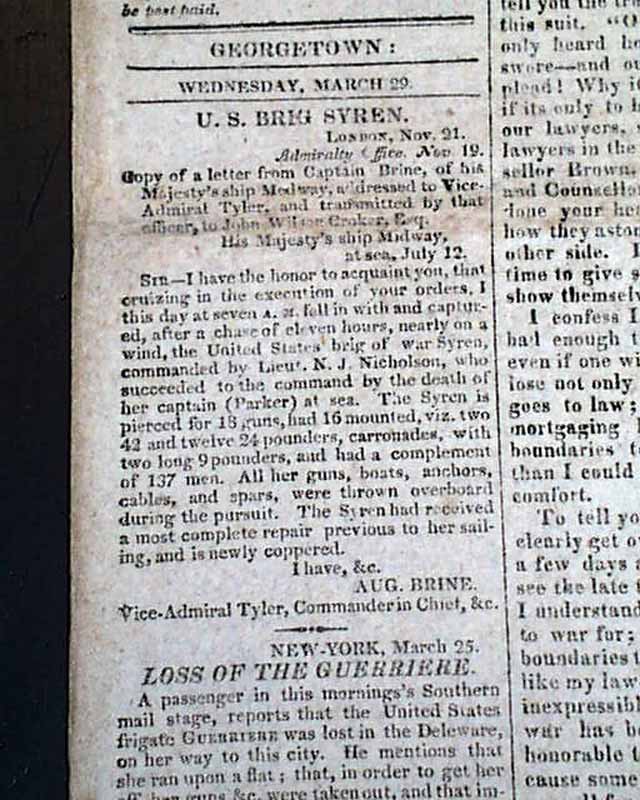 be post paid.
GEORGETOWN:
WEDNESDAY, MARCH 29.
U. S. BRIG SYREN.
LONDON, Nov. 21.
Admiralty Office, Nov 19.
Copy of a letter from Captain Brine, of his
Majesty's ship Medway, addressed to Vice-
Admiral Tyler, and transmitted by that
officer, to John Wilson Croker, Esq.
His Majesty's ship Midway,
at sea, July 12.
SIR—I have the honor to acquaint you, that
cruizing in the execution of your orders, I
this day at seven A. M. fell in with and captur-
ed, after a chase of eleven hours, nearly on a
wind, the United States' brig of war Syren,
commanded by Lieut. N. J. Nicholson, who
succeeded to the command by the death of
her captain (Parker) at sea. The Syren is
pierced for 18 guns, had 16 mounted, viz. two
42 and twelve 24 pounders, carronades, with
two long 9 pounders, and had a complement
of 137 men. All her guns, boats, anchors,
cables, and spars, were thrown overboard
during the pursuit. The Syren had received
a most complete repair previous to her sail-
ing, and is newly coppered.
I have, &c.
AUG. BRINE.
Vice-Admiral Tyler, Commander in Chief, &c.
NEW-YORK, March 25.
LOSS OF THE GUERRIERE.
A passenger in this mornings's Southern
mail stage, reports that the United States
frigate GUERRIERE was lost in the Deleware,
on her way to this city. He mentions that
she ran upon a flat; that, in order to get her
off, her guns &c. were taken out, and that im-
tell you the
this suit.
only heard
swore—and
plead! Why
if its only to
our lawyers,
lawyers in the
sellor Brown.
and Counsello
done your
how they aston
other side.
time to give
show themselv
I confess I
had enough
even if one
lose not only
goes to law;
mortgaging
boundaries
than I could
comfort.
To tell yo
clearly get o
a few days a
see the late
I understand
to war for;
boundaries
like my law
inexpressibl
war has b
honorable
cause some